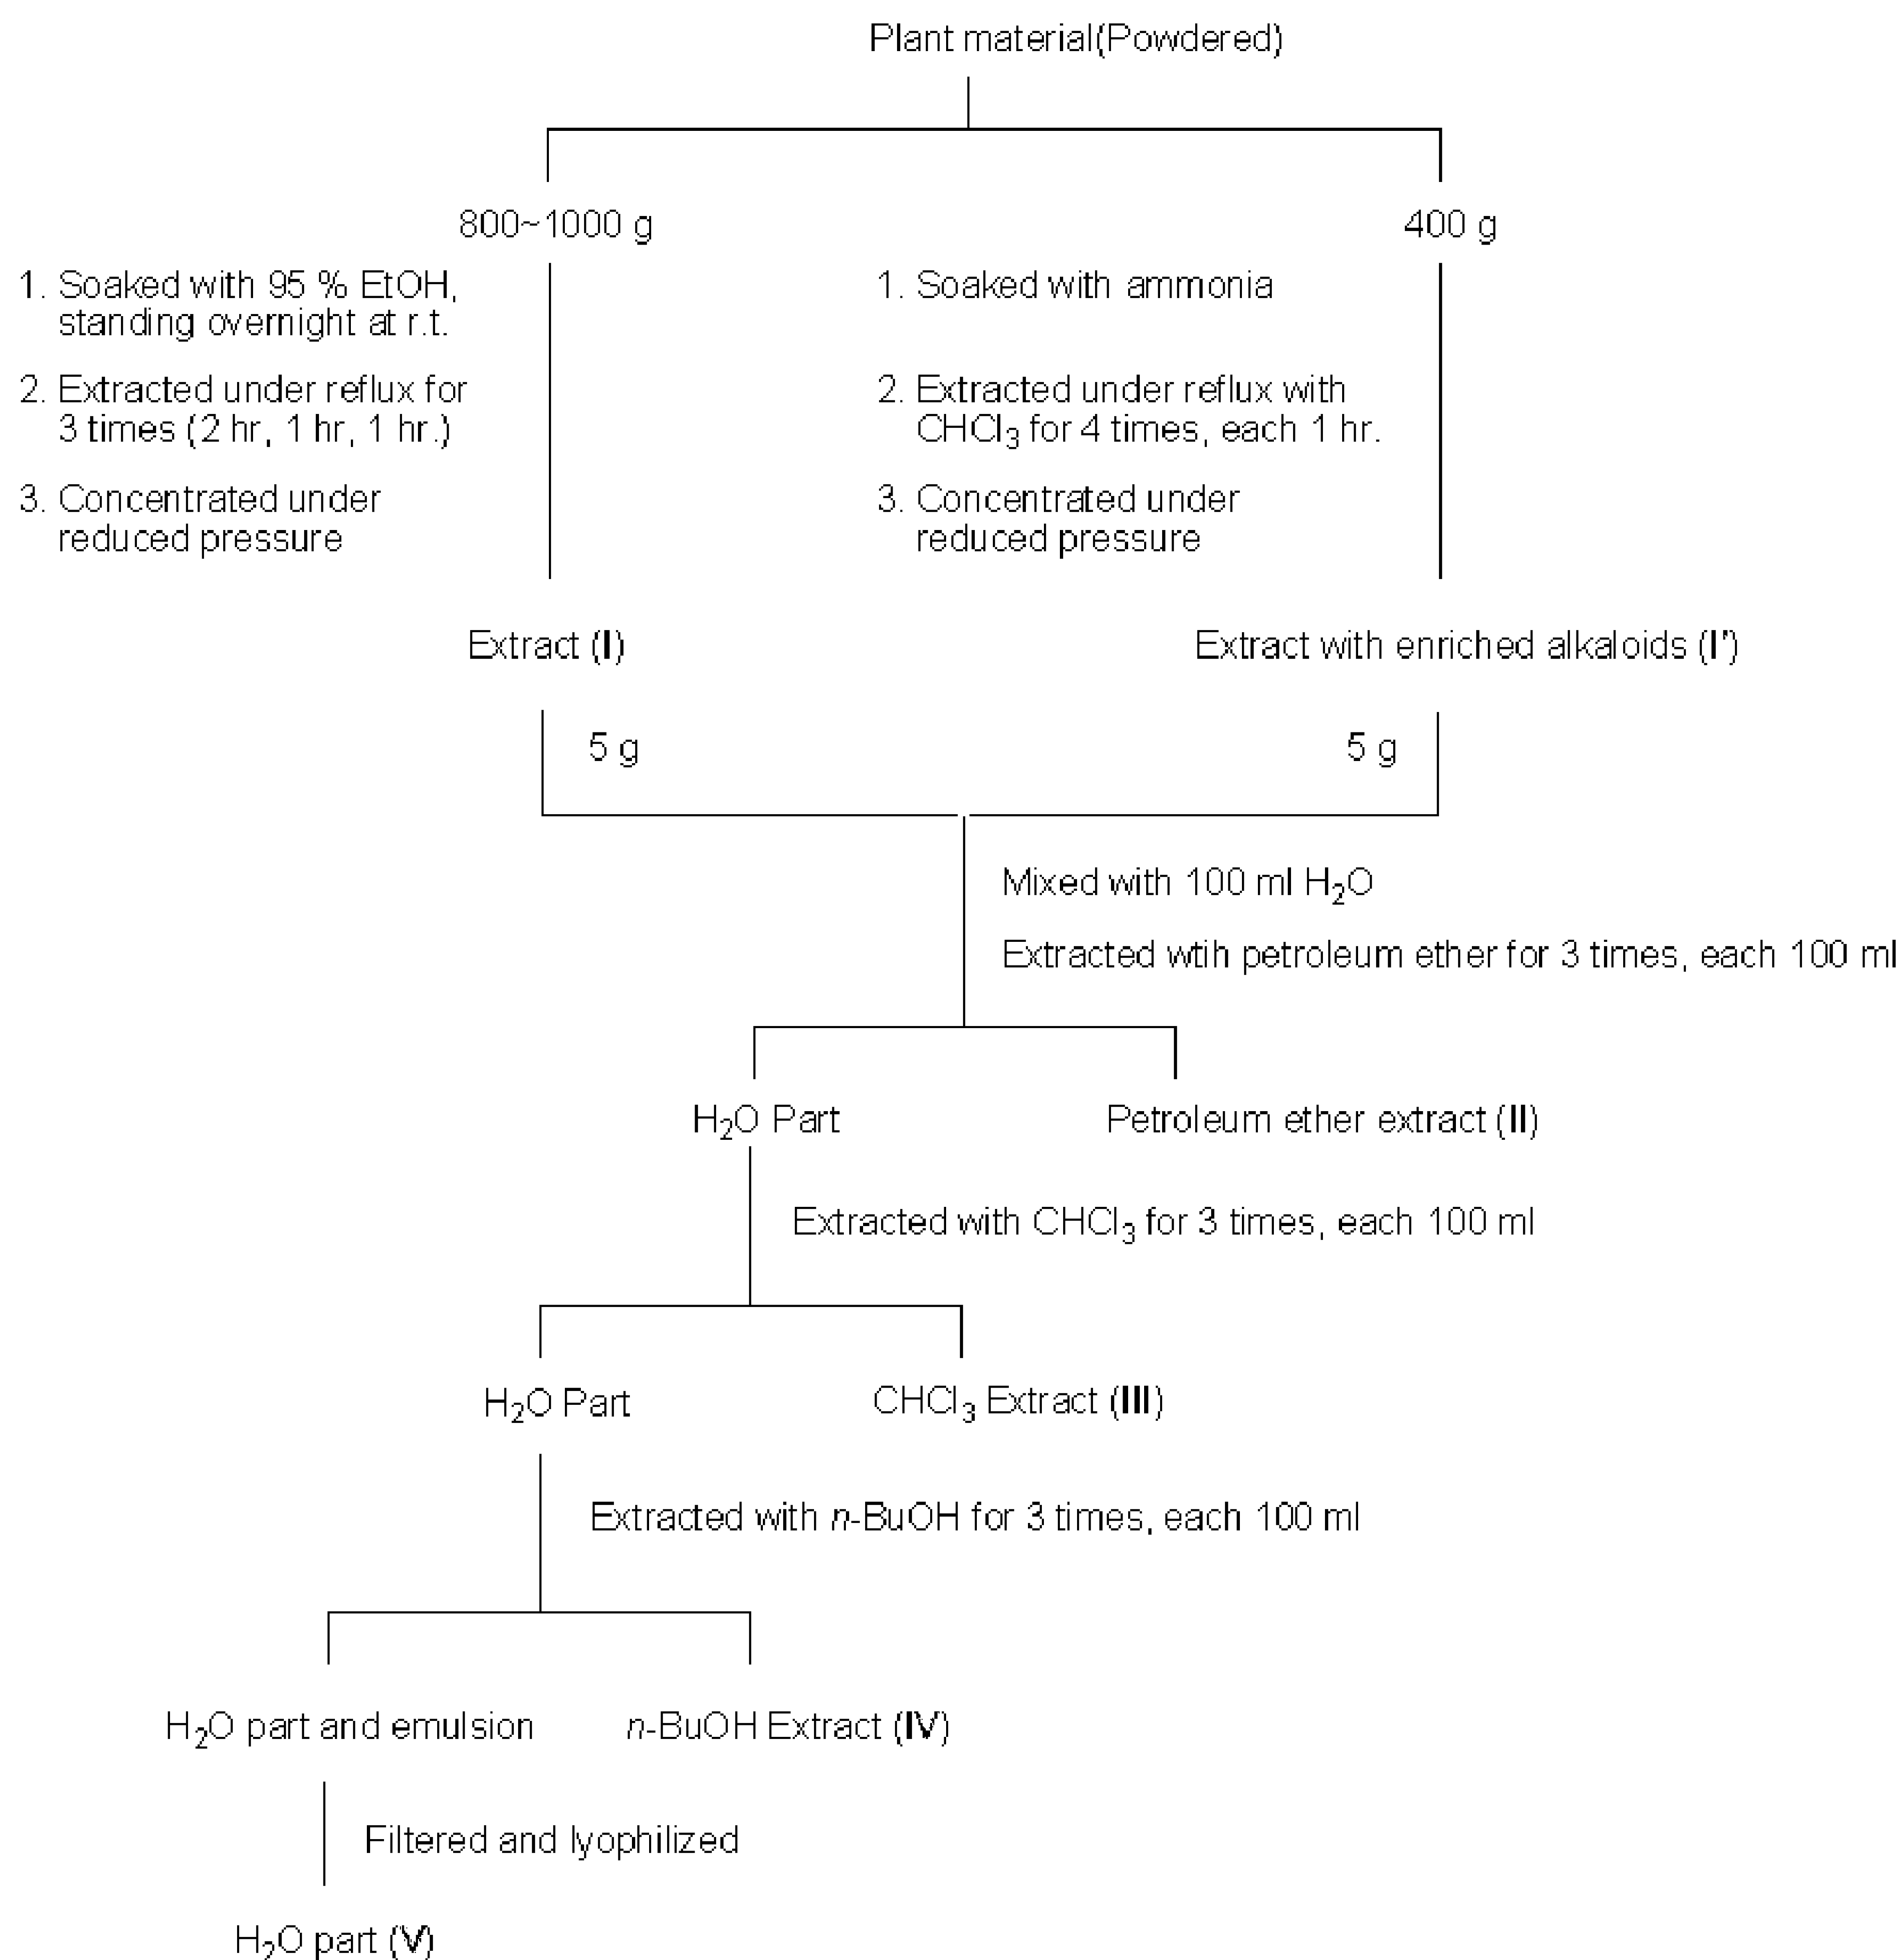 Plant material(Powdered)
800~1000 g
400 g
1. Soaked with 95 % EtOH,
standing overnight at r.t.
2. Extracted under reflux for
3 times (2 hr, 1 hr, 1 hr.)
3. Concentrated under
reduced pressure
1. Soaked with ammonia
2. Extracted under reflux with
CHCl3 for 4 times, each 1 hr.
3. Concentrated under
reduced pressure
Extract (I)
Extract with enriched alkaloids (I')
5 g
5 g
Mixed with 100 ml H2O
Extracted wtih petroleum ether for 3 times, each 100 ml
H2O Part
Petroleum ether extract (II)
Extracted with CHCl3 for 3 times, each 100 ml
H2O Part
CHCl3 Extract (III)
Extracted with n-BuOH for 3 times, each 100 ml
H2O part and emulsion
n-BuOH Extract (IV)
Filtered and lyophilized
H2O part (V)